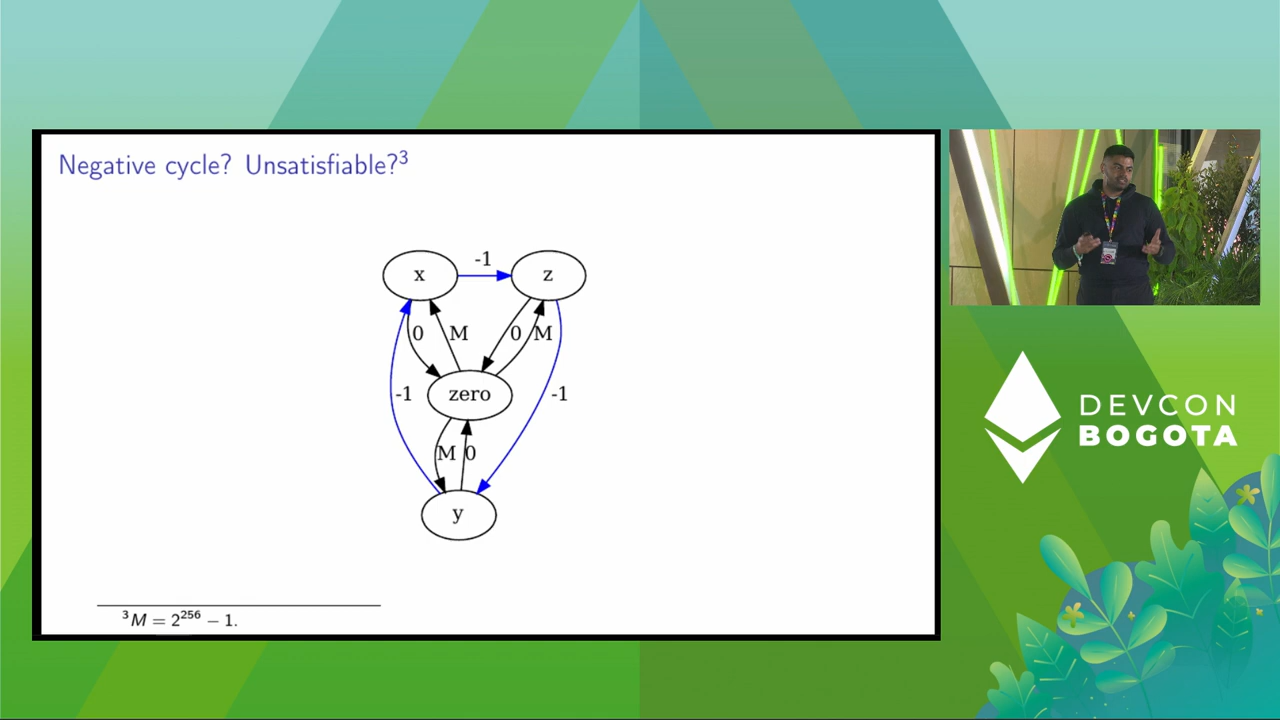 Negative cycle? Unsatisfiable?³
x
-1
z
0
M
0
M
-1
zero
-1
M
0
y
³M = 2²⁵⁶ − 1.
DEVCON
BOGOTA